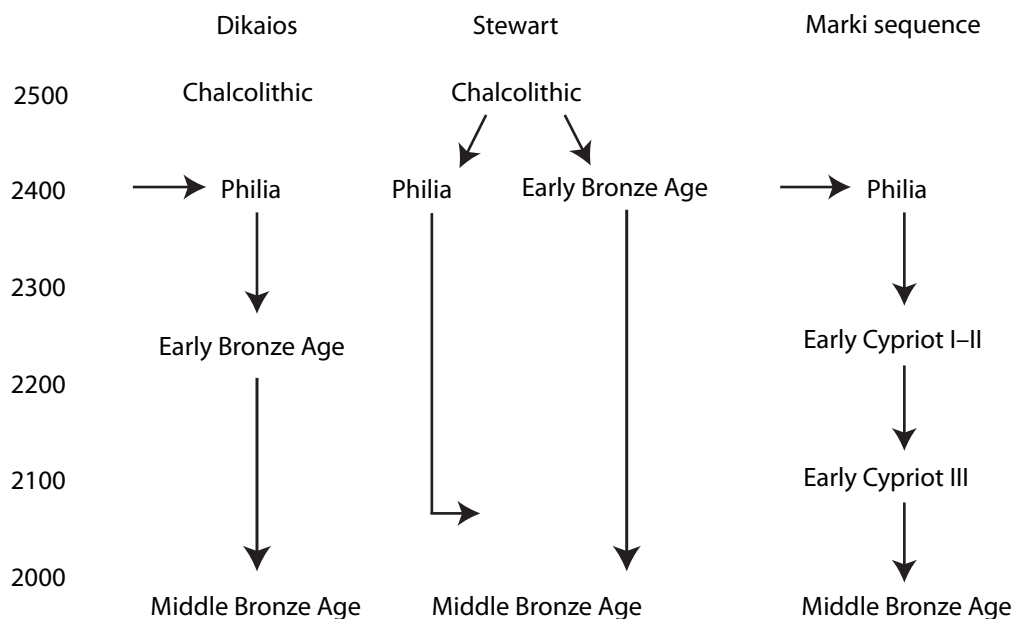 Dikaios Stewart Marki sequence
2500 Chalcolithic Chalcolithic
2400 Philia Philia Early Bronze Age Philia
2300
Early Bronze Age Early Cypriot I–II
2200
2100 Early Cypriot III
2000
Middle Bronze Age Middle Bronze Age Middle Bronze Age